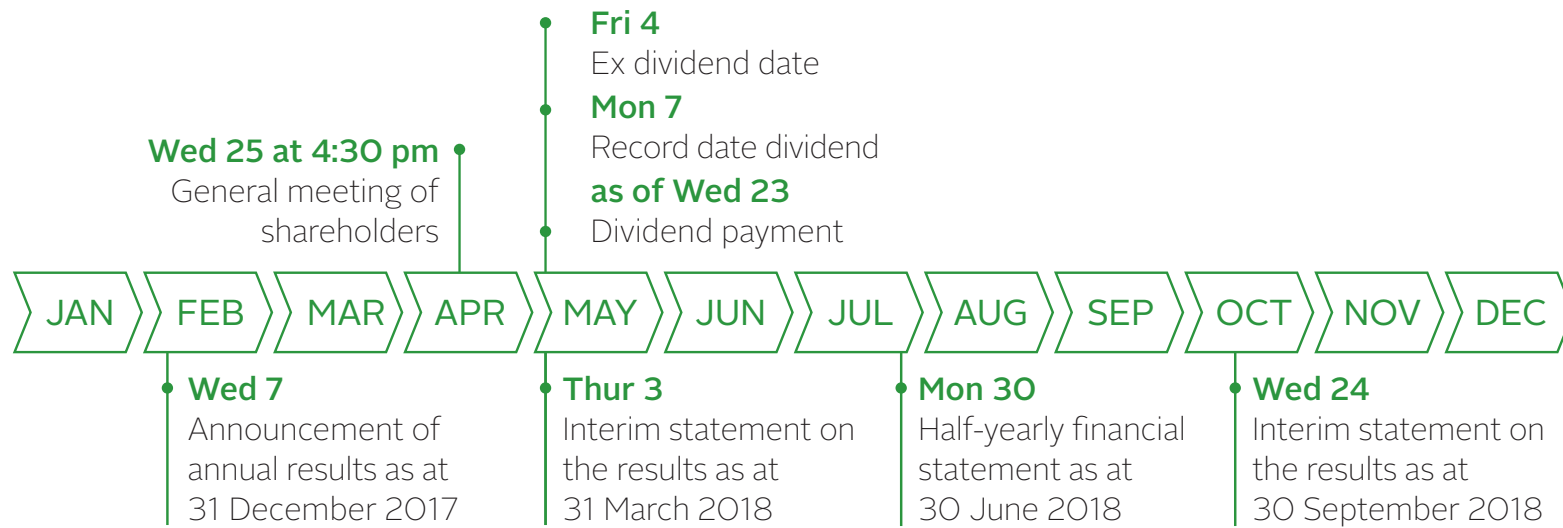 Fri 4
Ex dividend date
Mon 7
Record date dividend
as of Wed 23
Dividend payment
Wed 25 at 4:30 pm
General meeting of
shareholders
JAN FEB MAR APR MAY JUN JUL AUG SEP OCT NOV DEC
Wed 7
Announcement of
annual results as at
31 December 2017
Thur 3
Interim statement on
the results as at
31 March 2018
Mon 30
Half-yearly financial
statement as at
30 June 2018
Wed 24
Interim statement on
the results as at
30 September 2018